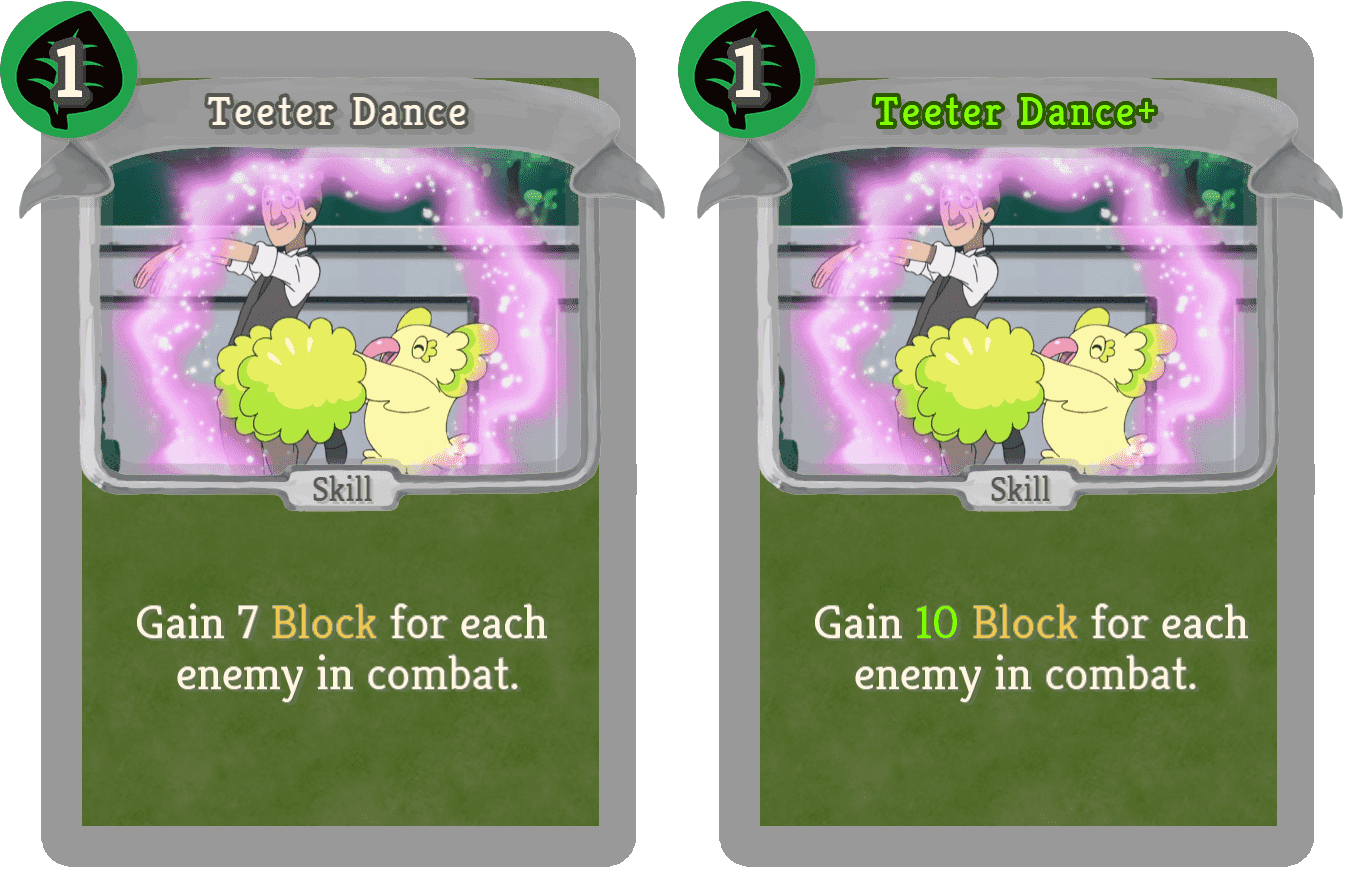 1
Teeter Dance
Skill
Gain 7 Block for each
enemy in combat.
1
Teeter Dance+
Skill
Gain 10 Block for each
enemy in combat.